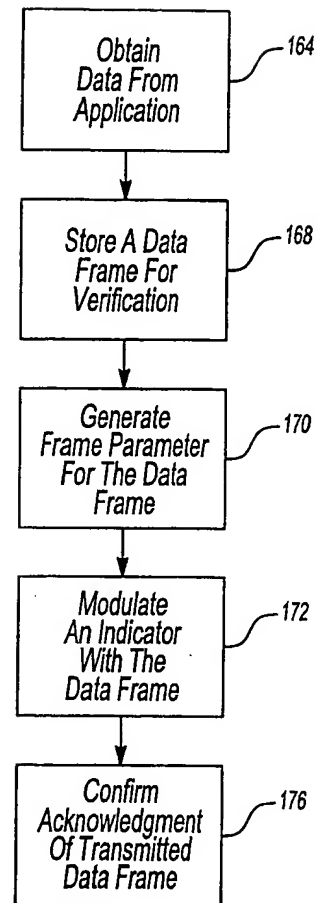 Obtain
Data From
Application
164
Store A Data
Frame For
Verification
168
Generate
Frame Parameter
For The Data
Frame
170
Modulate
An Indicator
With The
Data Frame
172
Confirm
Acknowledgment
Of Transmitted
Data Frame
176